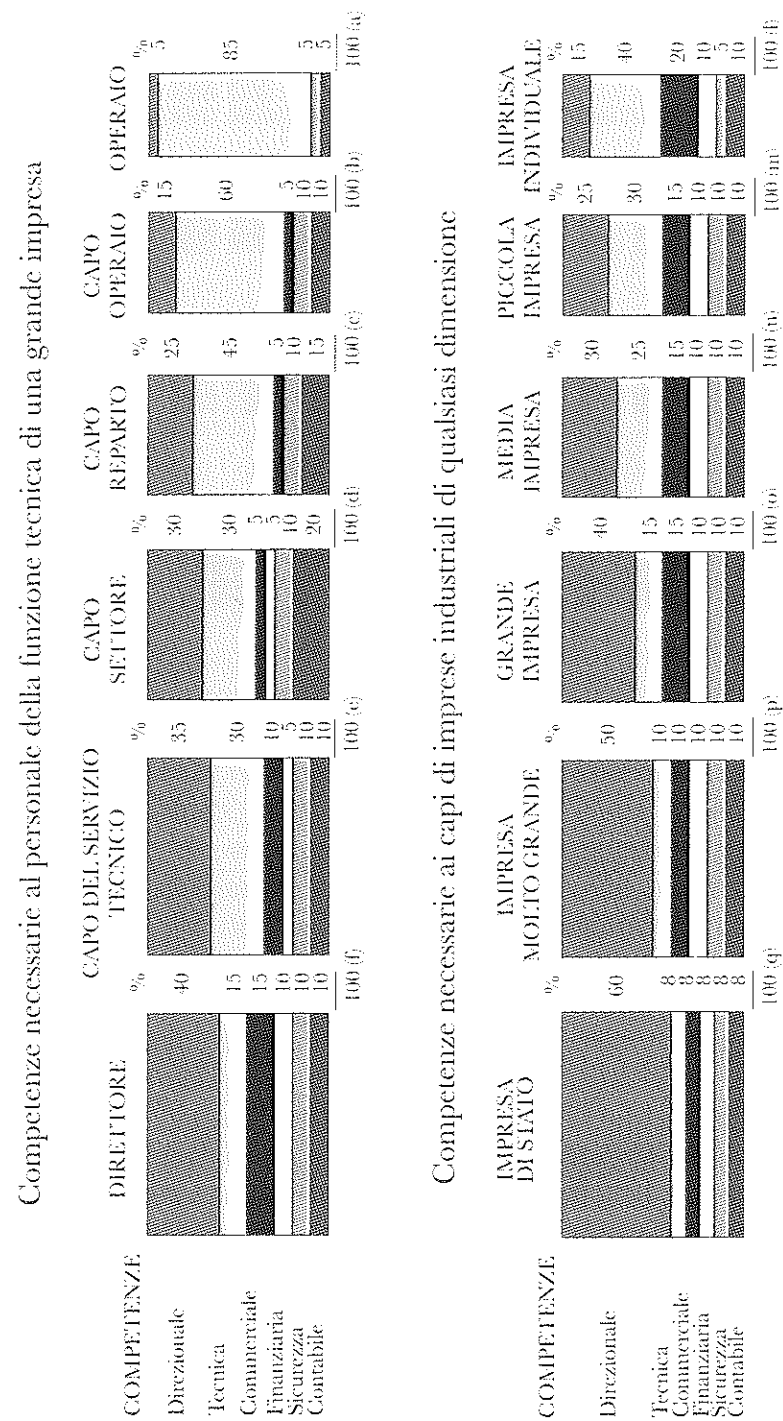 Competenze necessarie al personale della funzione tecnica di una grande impresa
COMPETENZE
Direzionale
Tecnica
Commerciale
Finanziaria
Sicurezza
Contabile
DIRETTORE
%
40
15
15
10
10
10
100 (f)
CAPO DEL SERVIZIO
TECNICO
%
35
30
10
5
10
10
100 (e)
CAPO
SETTORE
%
30
30
5
5
10
20
100 (d)
CAPO
REPARTO
%
25
45
5
10
15
100 (c)
CAPO
OPERAIO
%
15
60
5
10
10
100 (b)
OPERAIO
%
5
85
5
5
100 (a)
Competenze necessarie ai capi di imprese industriali di qualsiasi dimensione
COMPETENZE
Direzionale
Tecnica
Commerciale
Finanziaria
Sicurezza
Contabile
IMPRESA
DI STATO
%
60
8
8
8
8
8
100 (q)
IMPRESA
MOLTO GRANDE
%
50
10
10
10
10
10
100 (p)
GRANDE
IMPRESA
%
40
15
15
10
10
10
100 (o)
MEDIA
IMPRESA
%
30
25
15
10
10
10
100 (n)
PICCOLA
IMPRESA
%
25
30
15
10
10
10
100 (m)
IMPRESA
INDIVIDUALE
%
15
40
20
10
5
10
100 (l)